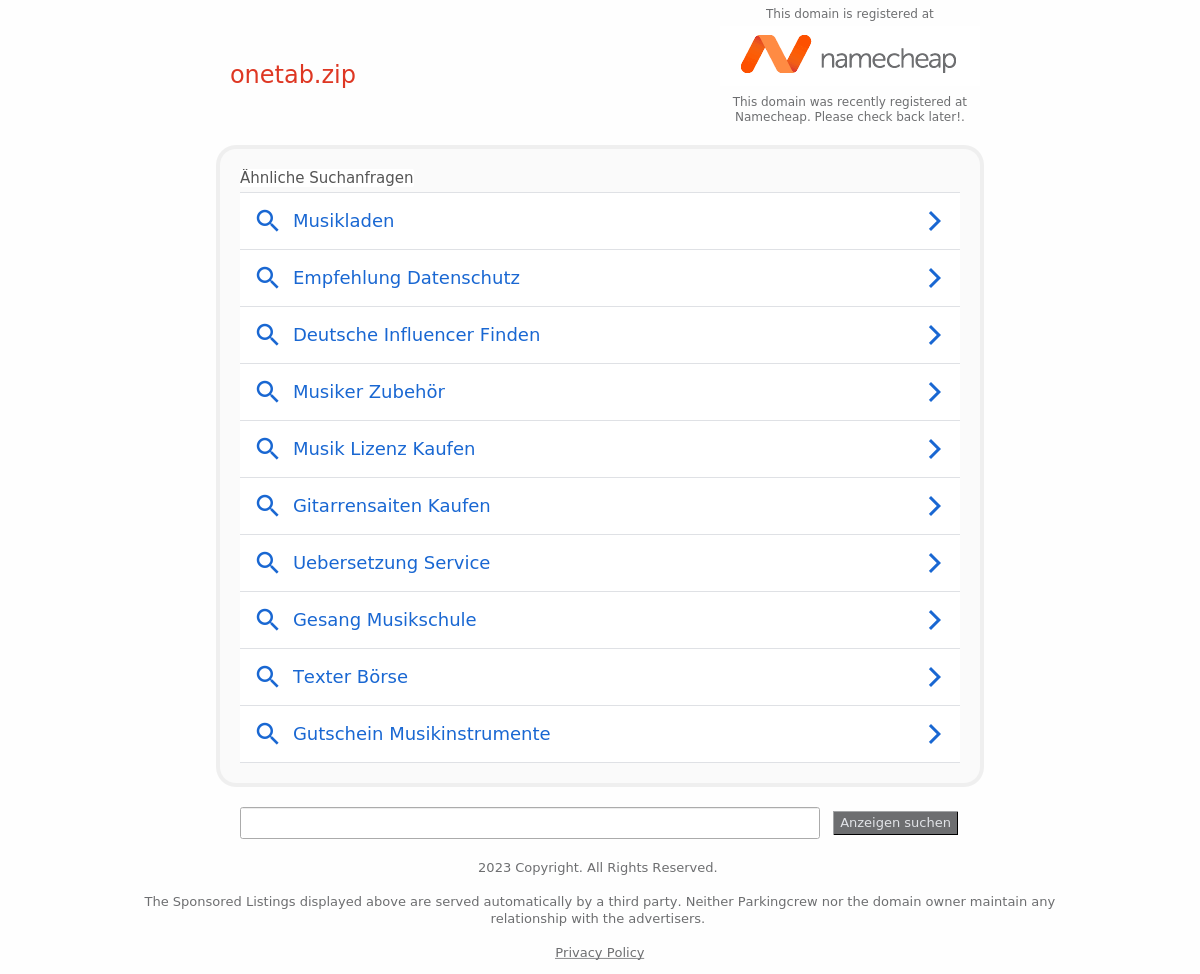 This domain is registered at
namecheap
onetab.zip
This domain was recently registered at
Namecheap. Please check back later!.
Ähnliche Suchanfragen
Musikladen
Empfehlung Datenschutz
Deutsche Influencer Finden
Musiker Zubehör
Musik Lizenz Kaufen
Gitarrensaiten Kaufen
Uebersetzung Service
Gesang Musikschule
Texter Börse
Gutschein Musikinstrumente
Anzeigen suchen
2023 Copyright. All Rights Reserved.
The Sponsored Listings displayed above are served automatically by a third party. Neither Parkingcrew nor the domain owner maintain any
relationship with the advertisers.
Privacy Policy